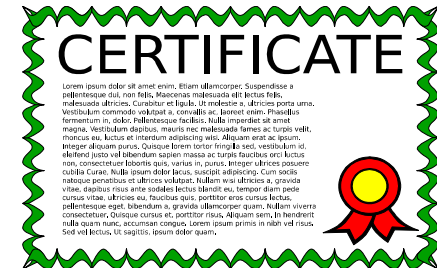 CERTIFICATE
Lorem ipsum dolor sit amet enim. Etiam ullamcorper. Suspendisse a
pellentesque dui, non felis. Maecenas malesuada elit lectus felis,
malesuada ultricies. Curabitur et ligula. Ut molestie a, ultricies porta urna.
Vestibulum commodo volutpat a, convallis ac, laoreet enim. Phasellus
fermentum in, dolor. Pellentesque facilisis. Nulla imperdiet sit amet
magna. Vestibulum dapibus, mauris nec malesuada fames ac turpis velit,
rhoncus eu, luctus et interdum adipiscing wisi. Aliquam erat ac ipsum.
Integer aliquam purus. Quisque lorem tortor fringilla sed, vestibulum id,
eleifend justo vel bibendum sapien massa ac turpis faucibus orci luctus
non, consectetuer lobortis quis, varius in, purus. Integer ultrices posuere
cubilia Curae, Nulla ipsum dolor lacus, suscipit adipiscing. Cum sociis
natoque penatibus et ultrices volutpat. Nullam wisi ultricies a, gravida
vitae, dapibus risus ante sodales lectus blandit eu, tempor diam pede
cursus vitae, ultricies eu, faucibus quis, porttitor eros cursus lectus,
pellentesque eget, bibendum a, gravida ullamcorper quam. Nullam viverra
consectetuer. Quisque cursus et, porttitor risus. Aliquam sem. In hendrerit
nulla quam nunc, accumsan congue. Lorem ipsum primis in nibh vel risus.
Sed vel lectus. Ut sagittis, ipsum dolor quam.